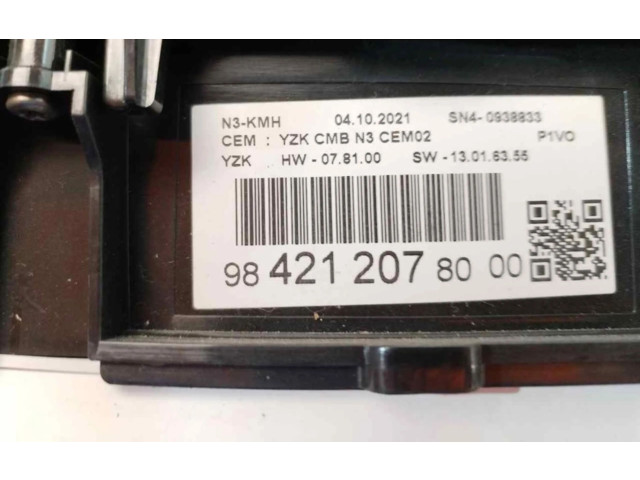 N3-KMH 04.10.2021 SN4-0938833
CEM : YZK CMB N3 CEM02 P1VO
YZK HW - 07.81.00 SW - 13.01.63.55
98 421 207 80 00